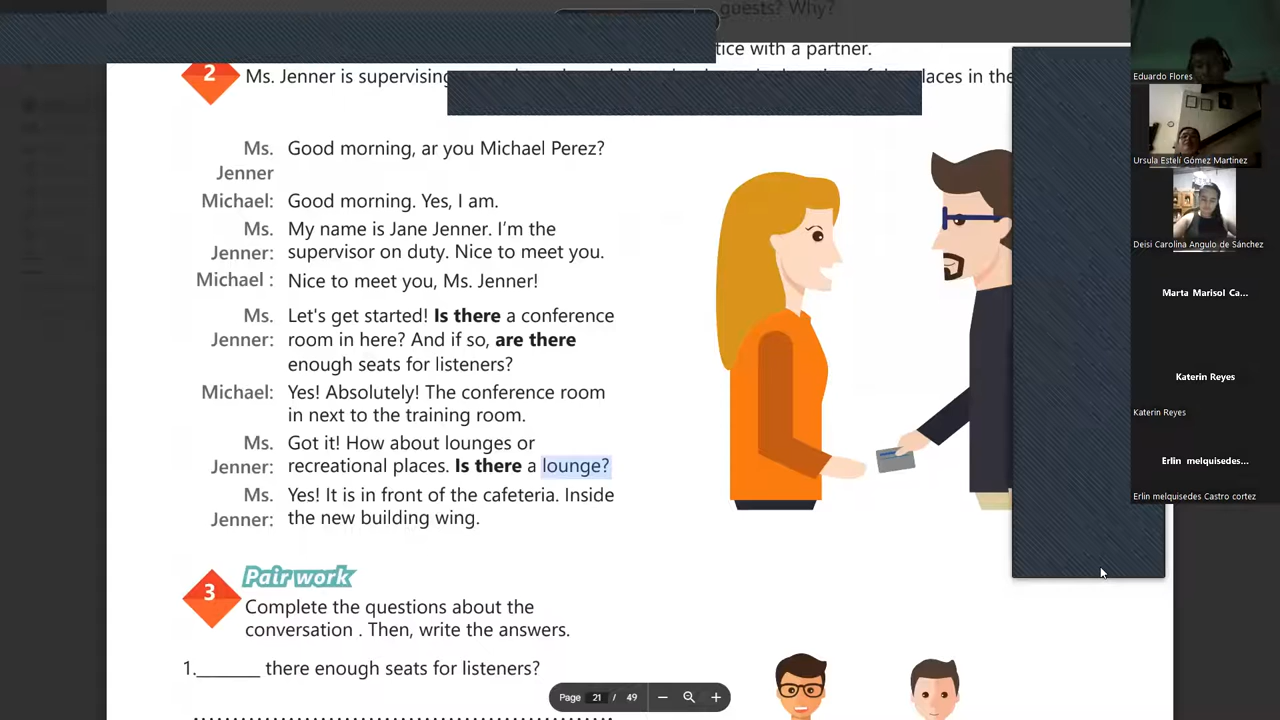 guests? Why?
tice with a partner.
2 Ms. Jenner is supervising laces in the
Ms. Jenner Good morning, ar you Michael Perez?
Michael: Good morning. Yes, I am.
Ms. My name is Jane Jenner. I'm the
Jenner: supervisor on duty. Nice to meet you.
Michael : Nice to meet you, Ms. Jenner!
Ms. Let's get started! Is there a conference
Jenner: room in here? And if so, are there
enough seats for listeners?
Michael: Yes! Absolutely! The conference room
in next to the training room.
Ms. Got it! How about lounges or
Jenner: recreational places. Is there a lounge?
Ms. Yes! It is in front of the cafeteria. Inside
Jenner: the new building wing.
3 Pair work
Complete the questions about the
conversation . Then, write the answers.
1._______ there enough seats for listeners?
Page 21 / 49
Eduardo Flores
Ursula Estelí Gómez Martinez
Deisi Carolina Angulo de Sánchez
Marta Marisol Ca...
Katerin Reyes
Katerin Reyes
Erlin melquisedes...
Erlin melquisedes Castro cortez